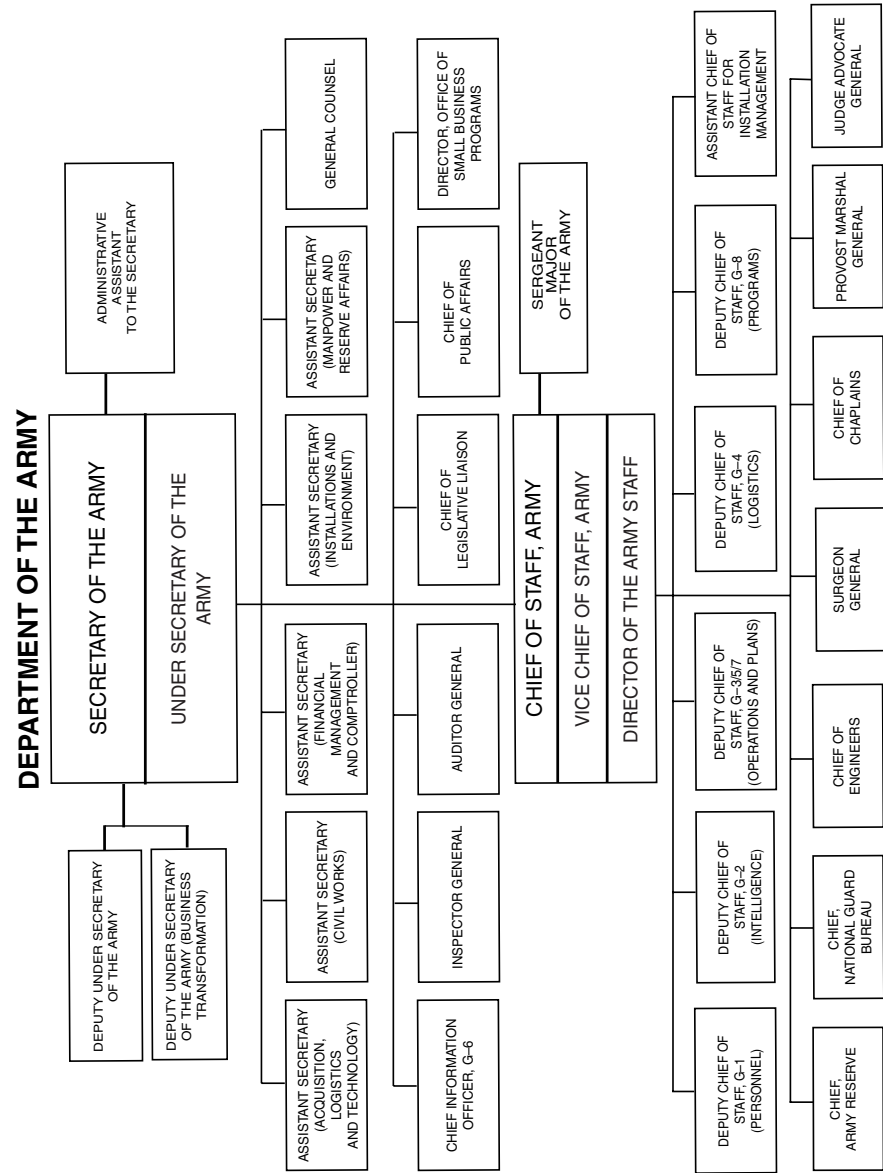 DEPARTMENT OF THE ARMY
SECRETARY OF THE ARMY
UNDER SECRETARY OF THE
ARMY
ADMINISTRATIVE
ASSISTANT
TO THE SECRETARY
DEPUTY UNDER SECRETARY
OF THE ARMY
DEPUTY UNDER SECRETARY
OF THE ARMY (BUSINESS
TRANSFORMATION)
ASSISTANT SECRETARY
(ACQUISITION,
LOGISTICS
AND TECHNOLOGY)
ASSISTANT SECRETARY
(CIVIL WORKS)
ASSISTANT SECRETARY
(FINANCIAL
MANAGEMENT
AND COMPTROLLER)
ASSISTANT SECRETARY
(INSTALLATIONS AND
ENVIRONMENT)
ASSISTANT SECRETARY
(MANPOWER AND
RESERVE AFFAIRS)
GENERAL COUNSEL
CHIEF INFORMATION
OFFICER, G–6
INSPECTOR GENERAL
AUDITOR GENERAL
CHIEF OF
LEGISLATIVE LIAISON
CHIEF OF
PUBLIC AFFAIRS
DIRECTOR, OFFICE OF
SMALL BUSINESS
PROGRAMS
CHIEF OF STAFF, ARMY
VICE CHIEF OF STAFF, ARMY
DIRECTOR OF THE ARMY STAFF
SERGEANT
MAJOR
OF THE ARMY
DEPUTY CHIEF OF
STAFF, G–1
(PERSONNEL)
DEPUTY CHIEF OF
STAFF, G–2
(INTELLIGENCE)
DEPUTY CHIEF OF
STAFF, G–3/5/7
(OPERATIONS AND PLANS)
DEPUTY CHIEF OF
STAFF, G–4
(LOGISTICS)
DEPUTY CHIEF OF
STAFF, G–8
(PROGRAMS)
ASSISTANT CHIEF OF
STAFF FOR
INSTALLATION
MANAGEMENT
CHIEF,
ARMY RESERVE
CHIEF,
NATIONAL GUARD
BUREAU
CHIEF OF
ENGINEERS
SURGEON
GENERAL
CHIEF OF
CHAPLAINS
PROVOST MARSHAL
GENERAL
JUDGE ADVOCATE
GENERAL